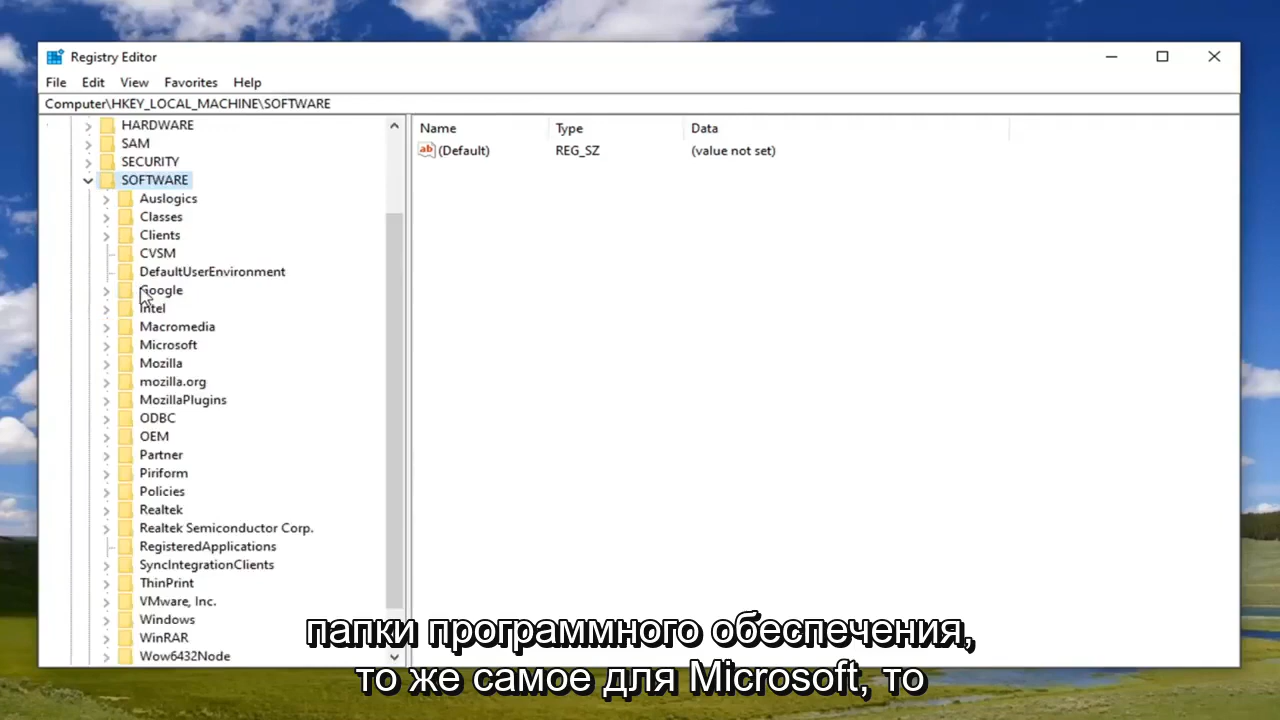 Registry Editor
File Edit View Favorites Help
Computer\HKEY_LOCAL_MACHINE\SOFTWARE
Name Type Data
(Default) REG_SZ (value not set)
HARDWARE
SAM
SECURITY
SOFTWARE
Auslogics
Classes
Clients
CVSM
DefaultUserEnvironment
Google
Intel
Macromedia
Microsoft
Mozilla
mozilla.org
MozillaPlugins
ODBC
OEM
Partner
Piriform
Policies
Realtek
Realtek Semiconductor Corp.
RegisteredApplications
SyncIntegrationClients
ThinPrint
VMware, Inc.
Windows
WinRAR
Wow6432Node
папки программного обеспечения,
то же самое для Microsoft, то